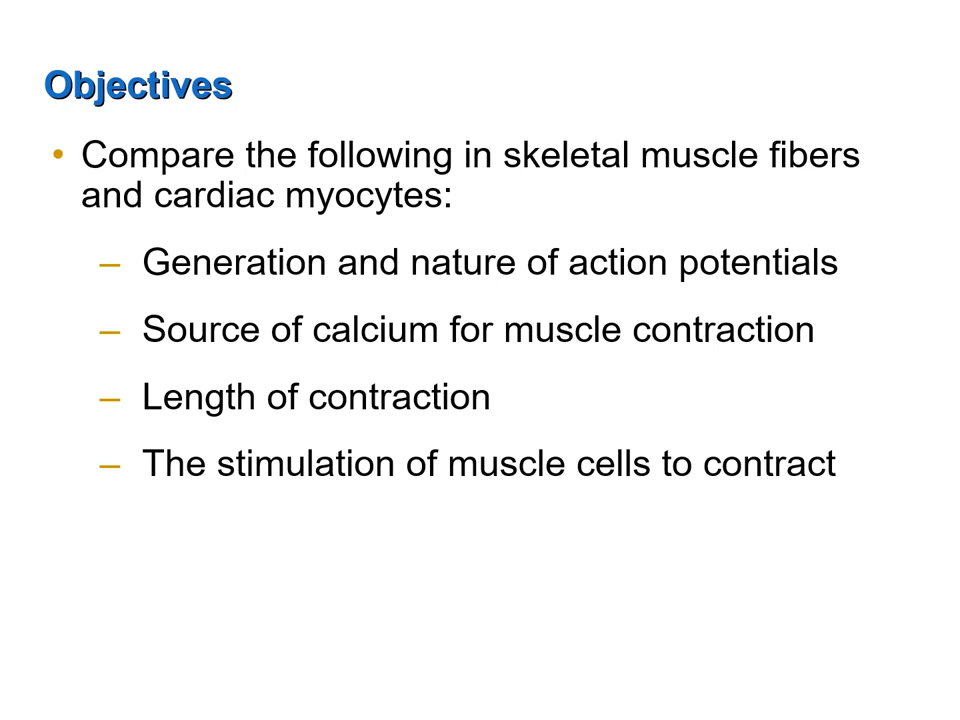 Objectives
• Compare the following in skeletal muscle fibers
and cardiac myocytes:
– Generation and nature of action potentials
– Source of calcium for muscle contraction
– Length of contraction
– The stimulation of muscle cells to contract